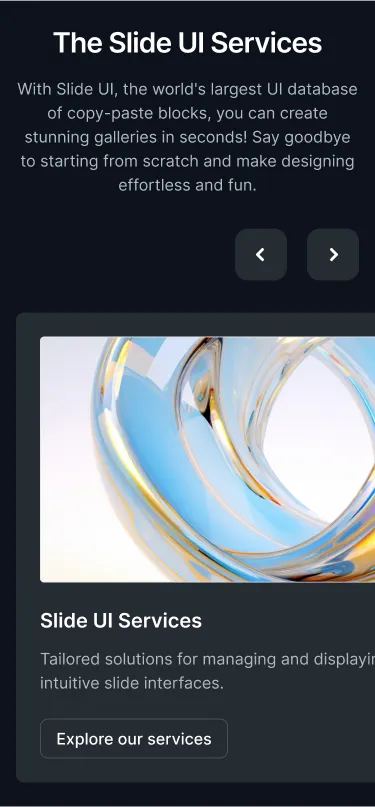 The Slide UI Services
With Slide UI, the world's largest UI database
of copy-paste blocks, you can create
stunning galleries in seconds! Say goodbye
to starting from scratch and make designing
effortless and fun.
Slide UI Services
Tailored solutions for managing and
intuitive slide interfaces.
Explore our services